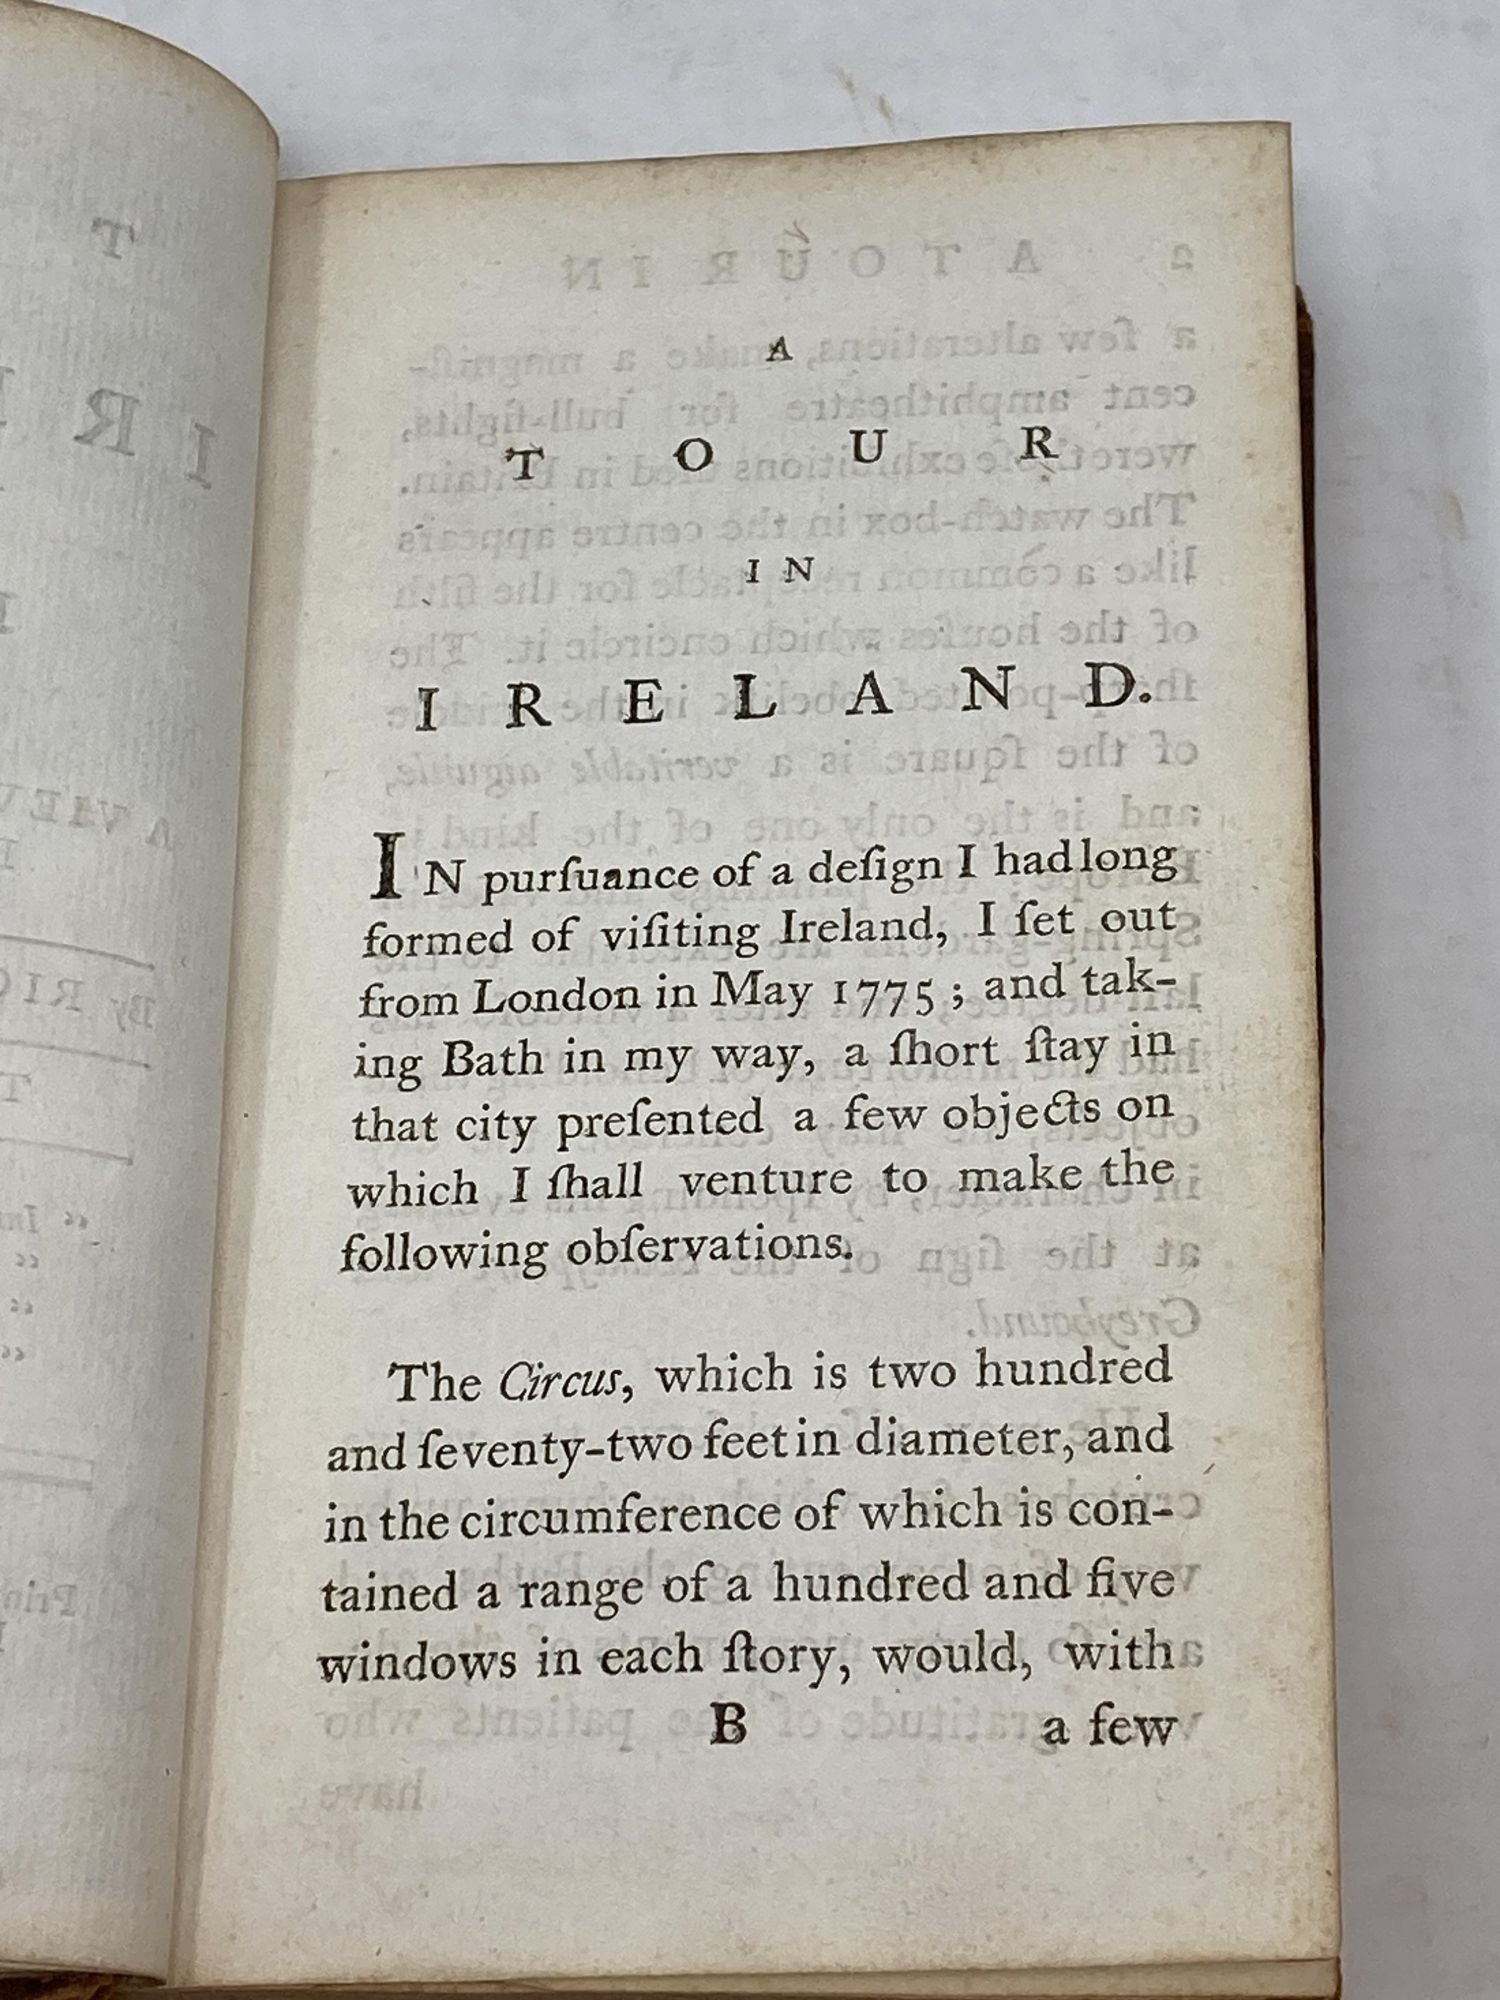 A
TOUR
IN
IRELAND.
IN purſuance of a deſign I had long
formed of viſiting Ireland, I ſet out
from London in May 1775; and tak-
ing Bath in my way, a ſhort ſtay in
that city preſented a few objects on
which I ſhall venture to make the
following obſervations.
The Circus, which is two hundred
and ſeventy-two feet in diameter, and
in the circumference of which is con-
tained a range of a hundred and five
windows in each ſtory, would, with
B a few